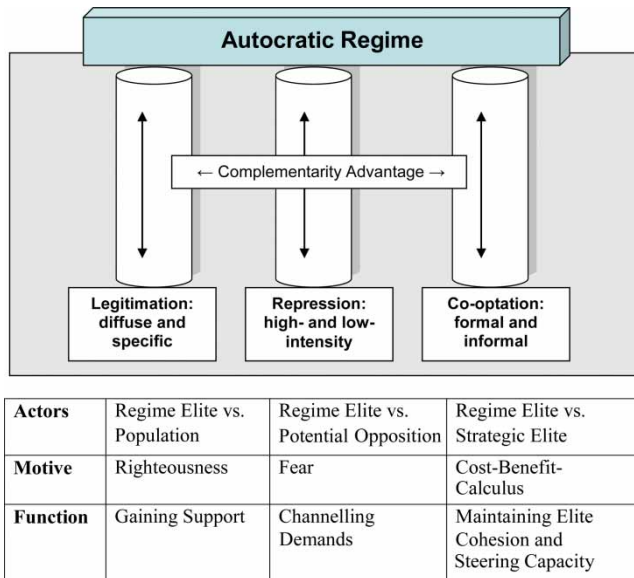 Autocratic Regime
← Complementarity Advantage →
Legitimation:
diffuse and
specific
Repression:
high- and low-
intensity
Co-optation:
formal and
informal
Actors
Regime Elite vs.
Population
Regime Elite vs.
Potential Opposition
Regime Elite vs.
Strategic Elite
Motive
Righteousness
Fear
Cost-Benefit-
Calculus
Function
Gaining Support
Channelling
Demands
Maintaining Elite
Cohesion and
Steering Capacity